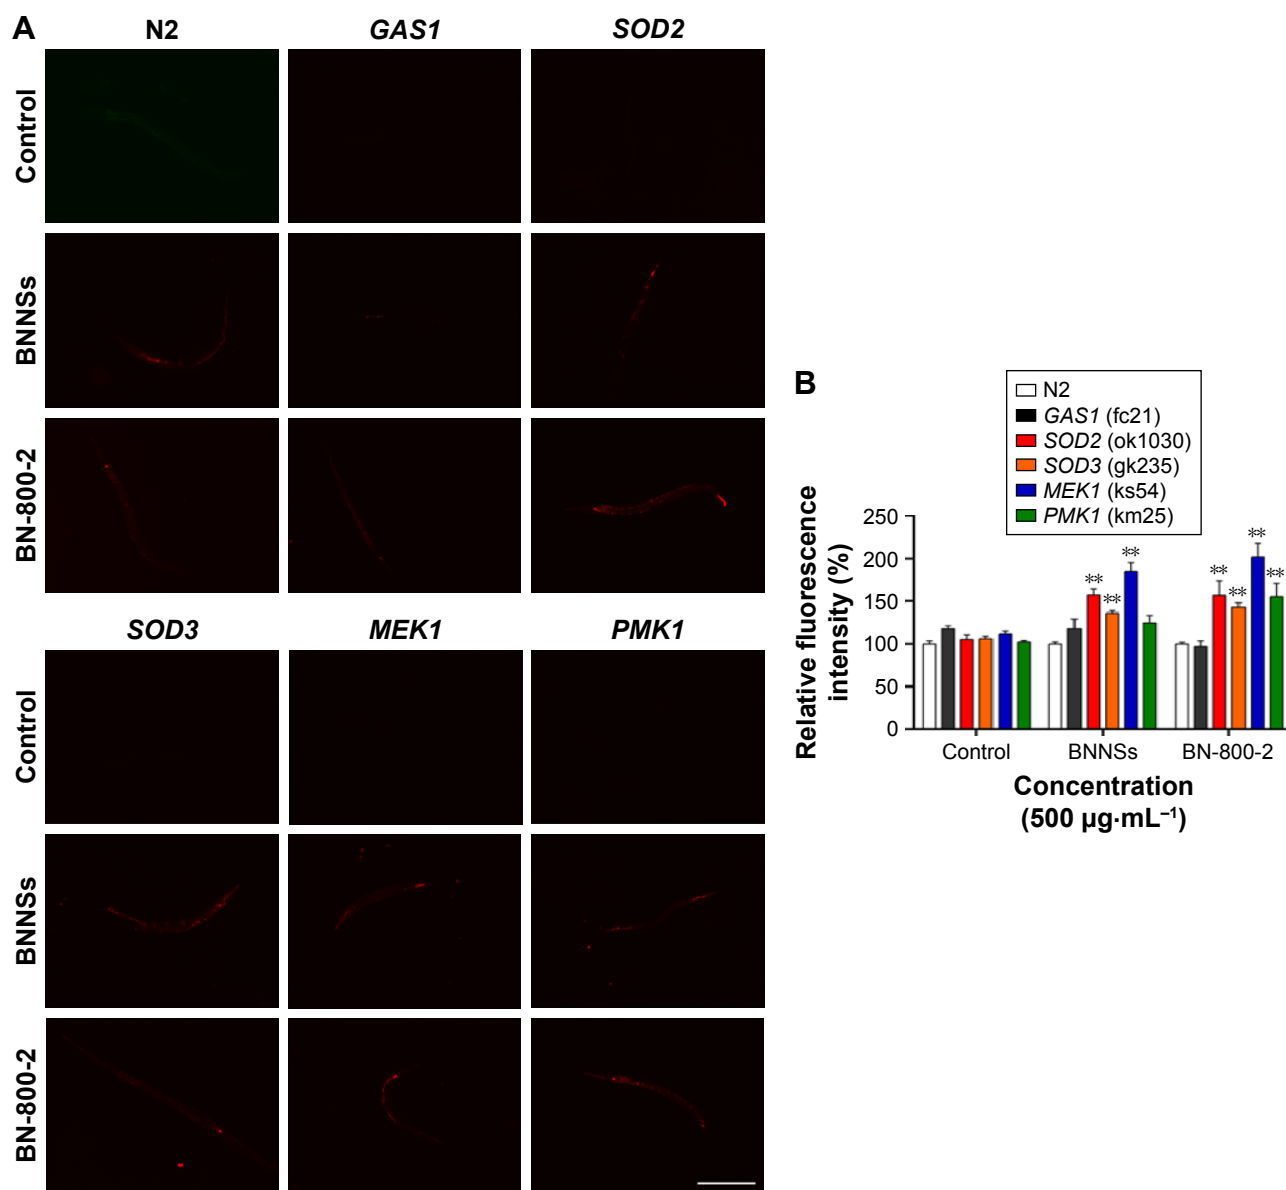 A
N2 GAS1 SOD2
Control
BNNSs
BN-800-2
SOD3 MEK1 PMK1
Control
BNNSs
BN-800-2
B
N2
GAS1 (fc21)
SOD2 (ok1030)
SOD3 (gk235)
MEK1 (ks54)
PMK1 (km25)
Relative fluorescence
intensity (%)
250
200
150
100
50
0
** ** **
** ** ** **
Control BNNSs BN-800-2
Concentration
(500 µg·mL⁻¹)